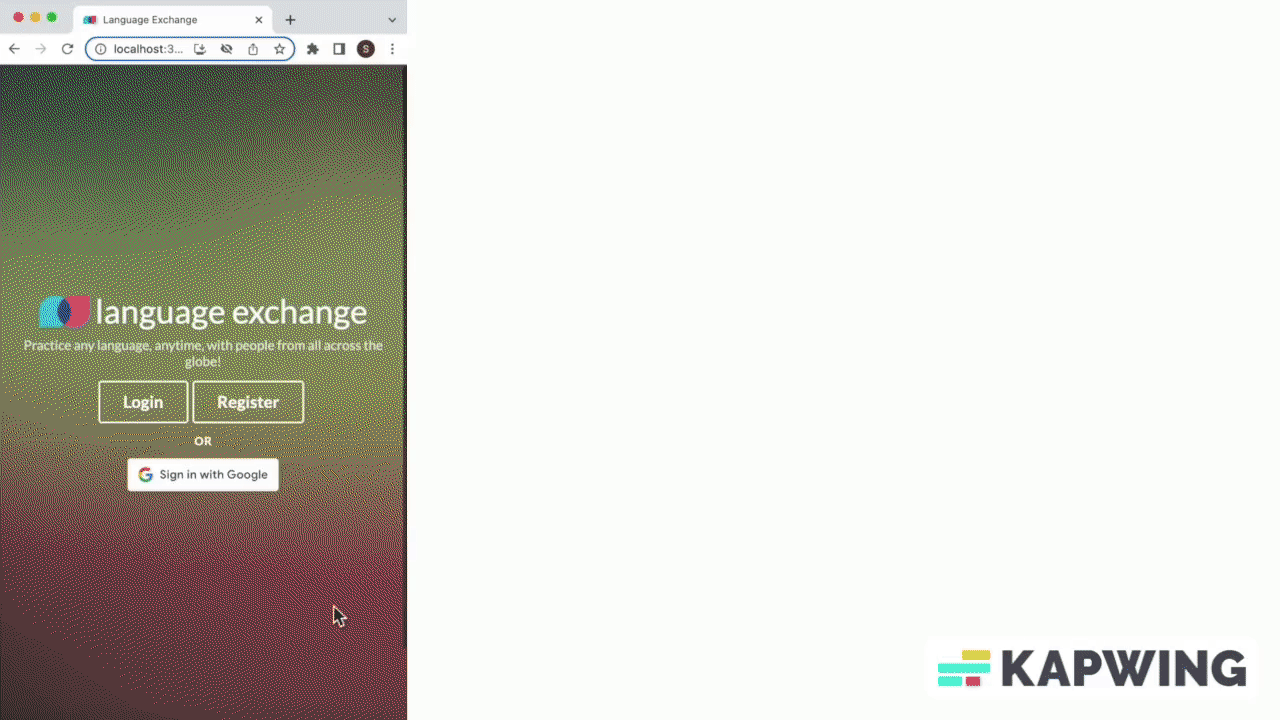 Language Exchange
localhost:3...
S
language exchange
Practice any language, anytime, with people from all across the
globe!
Login Register
OR
G Sign in with Google
KAPWING